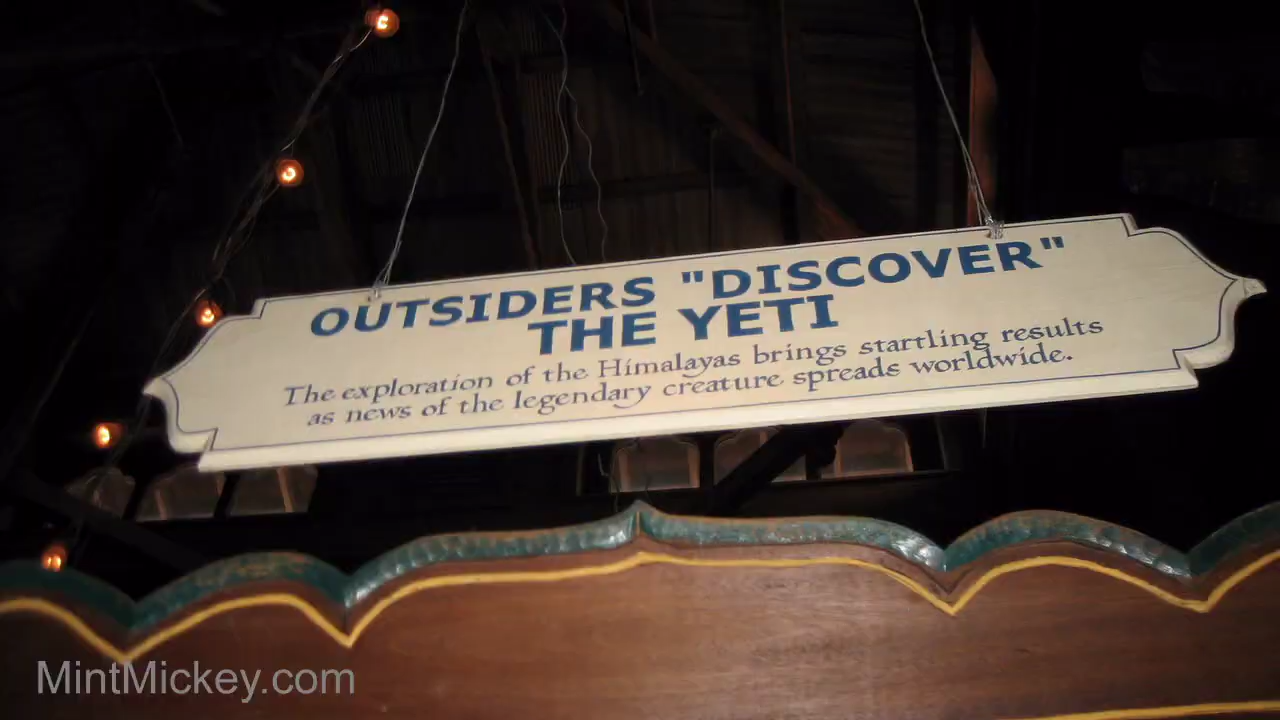 OUTSIDERS "DISCOVER"
THE YETI
The exploration of the Himalayas brings startling results
as news of the legendary creature spreads worldwide.
MintMickey.com